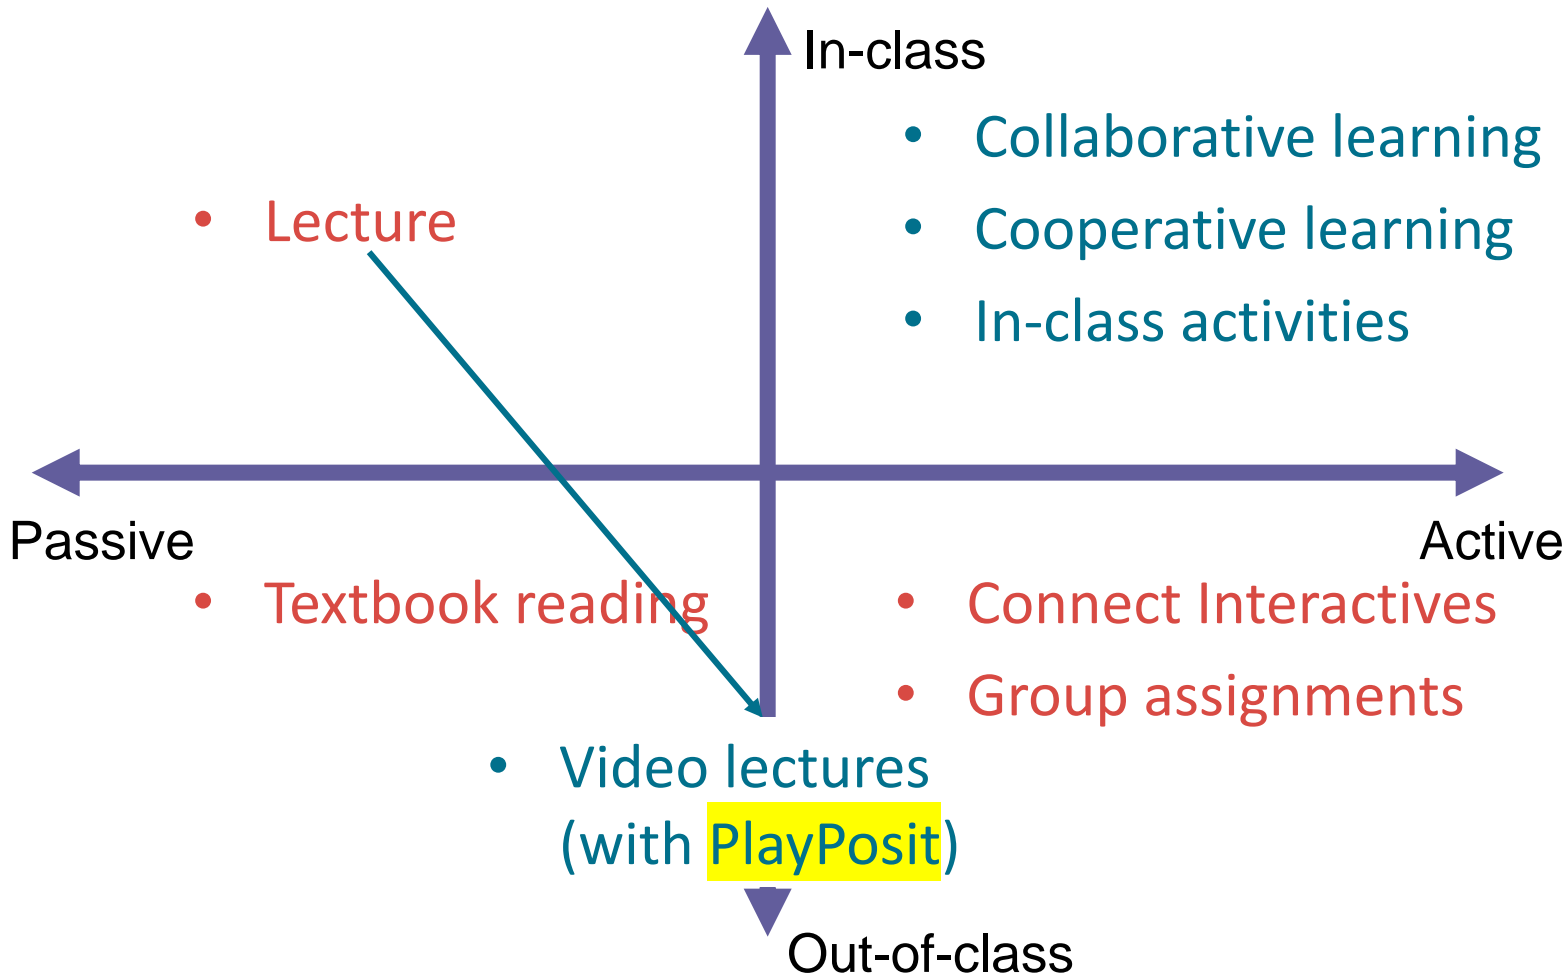 In-class
• Collaborative learning
• Lecture
• Cooperative learning
• In-class activities
Passive
Active
• Textbook reading
• Connect Interactives
• Group assignments
• Video lectures
(with PlayPosit)
Out-of-class